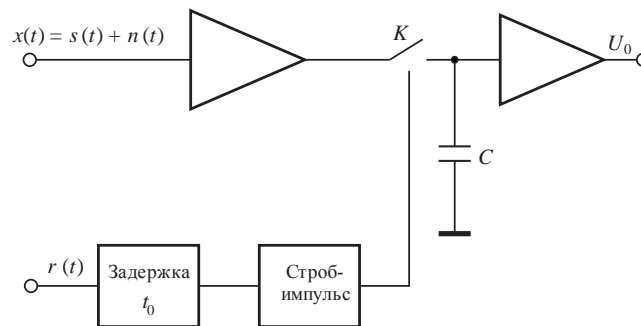 x(t) = s(t) + n(t)
K
U₀
C
r(t)
Задержка
t₀
Строб-
импульс